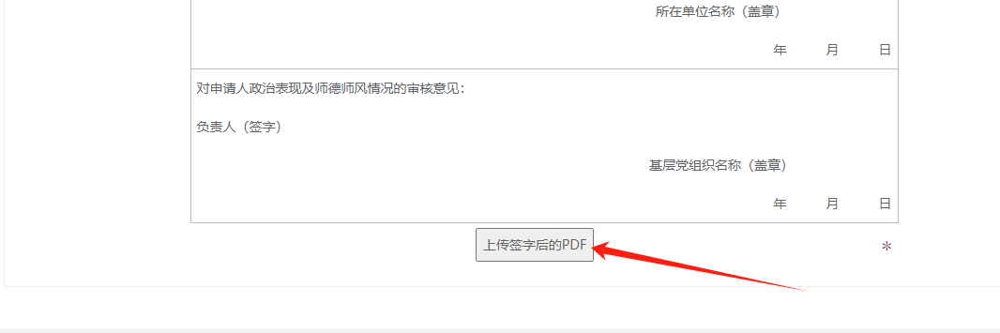 所在单位名称（盖章）
年 月 日
对申请人政治表现及师德师风情况的审核意见：
负责人（签字）
基层党组织名称（盖章）
年 月 日
上传签字后的PDF *